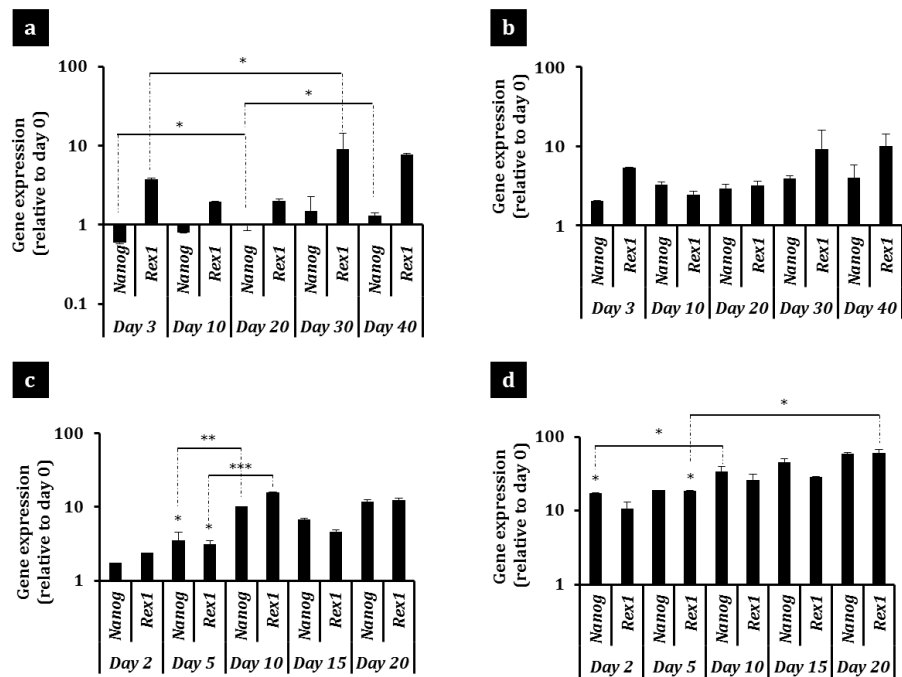 a
Gene expression
(relative to day 0)
100
10
1
0.1
*
*
*
Nanog Rex1 Nanog Rex1 Nanog Rex1 Nanog Rex1 Nanog Rex1
Day 3 Day 10 Day 20 Day 30 Day 40
b
Gene expression
(relative to day 0)
100
10
1
Nanog Rex1 Nanog Rex1 Nanog Rex1 Nanog Rex1 Nanog Rex1
Day 3 Day 10 Day 20 Day 30 Day 40
c
Gene expression
(relative to day 0)
100
10
1
**
***
*
*
Nanog Rex1 Nanog Rex1 Nanog Rex1 Nanog Rex1 Nanog Rex1
Day 2 Day 5 Day 10 Day 15 Day 20
d
Gene expression
(relative to day 0)
100
10
1
*
*
*
*
Nanog Rex1 Nanog Rex1 Nanog Rex1 Nanog Rex1 Nanog Rex1
Day 2 Day 5 Day 10 Day 15 Day 20